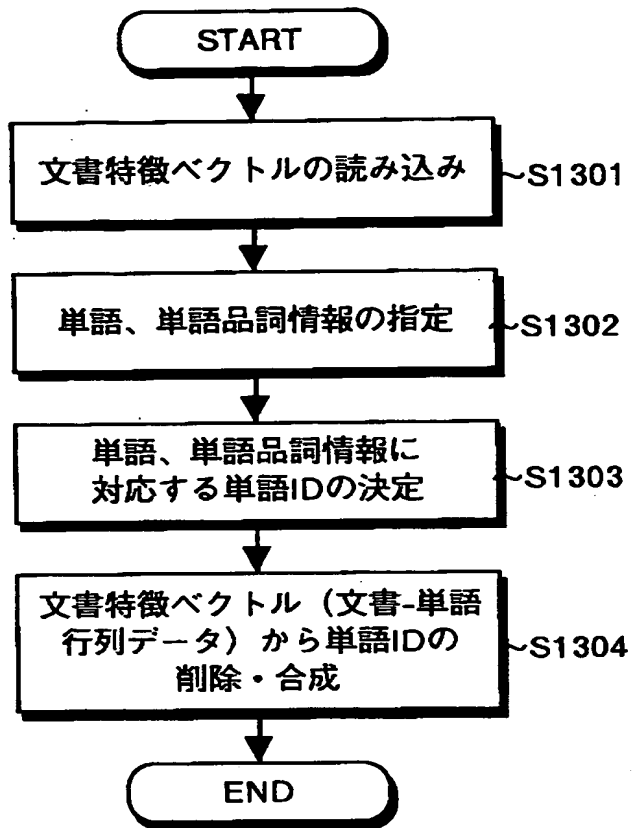 START
文書特徴ベクトルの読み込み
~S1301
単語、単語品詞情報の指定
~S1302
単語、単語品詞情報に
対応する単語IDの決定
~S1303
文書特徴ベクトル（文書-単語
行列データ）から単語IDの
削除・合成
~S1304
END